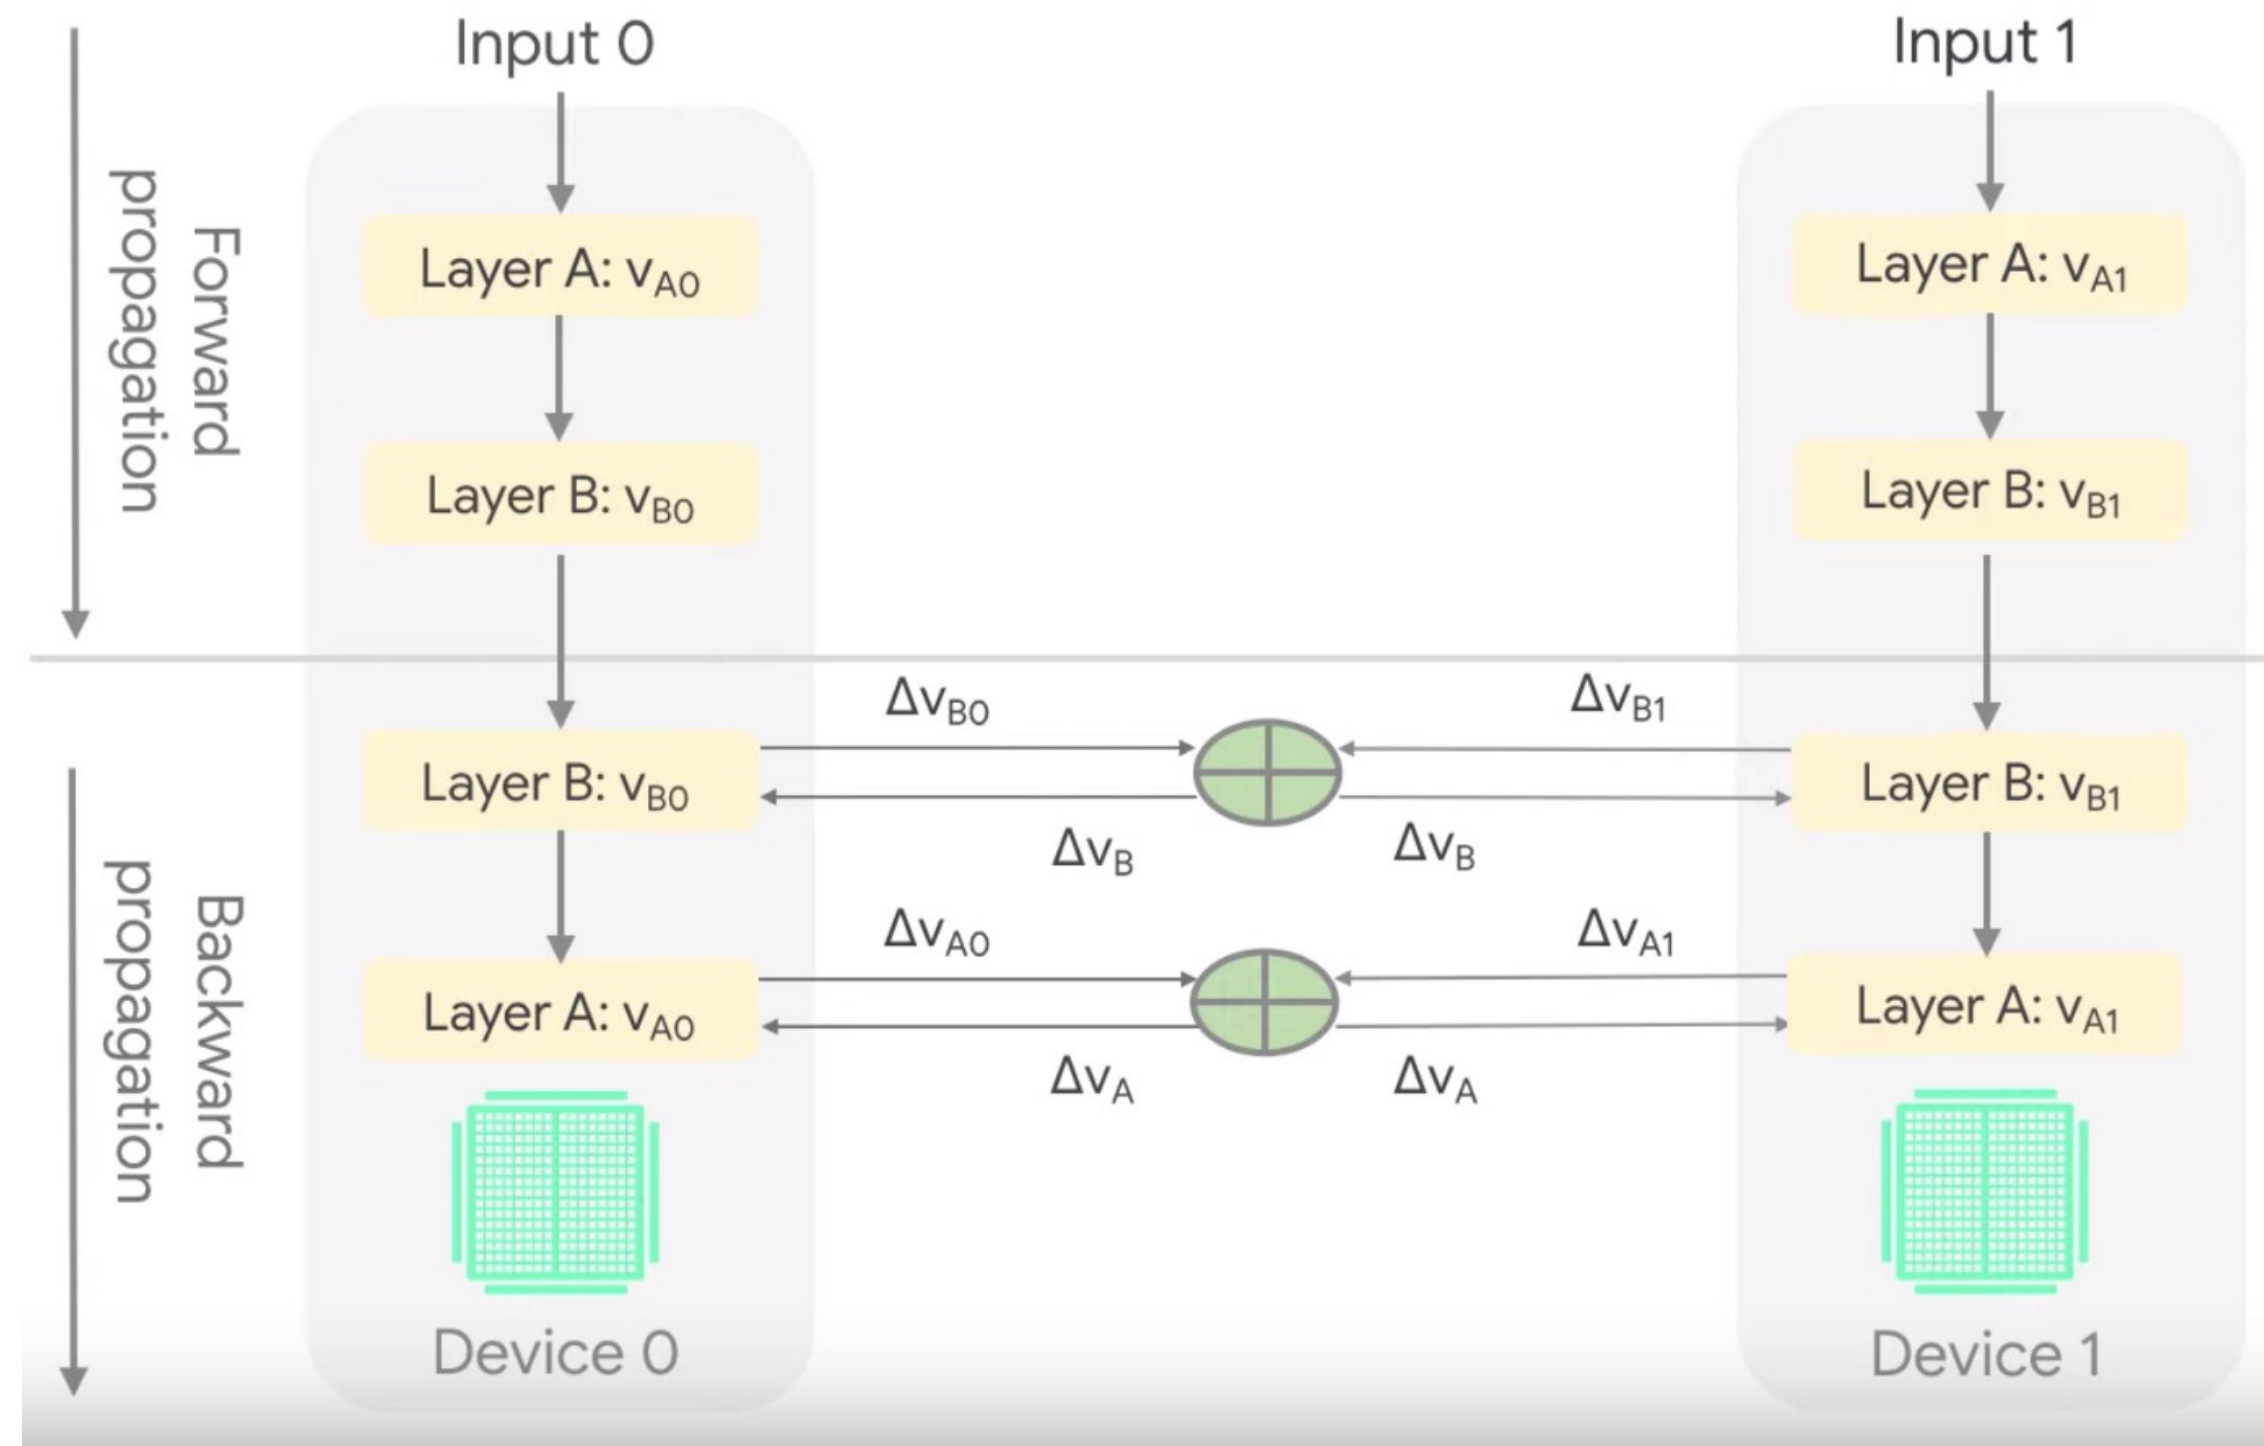 Input 0
Input 1
Forward
propagation
Layer A: vA0
Layer A: vA1
Layer B: vB0
Layer B: vB1
ΔvB0
ΔvB1
Layer B: vB0
Layer B: vB1
ΔvB
ΔvB
Backward
propagation
ΔvA0
ΔvA1
Layer A: vA0
Layer A: vA1
ΔvA
ΔvA
Device 0
Device 1